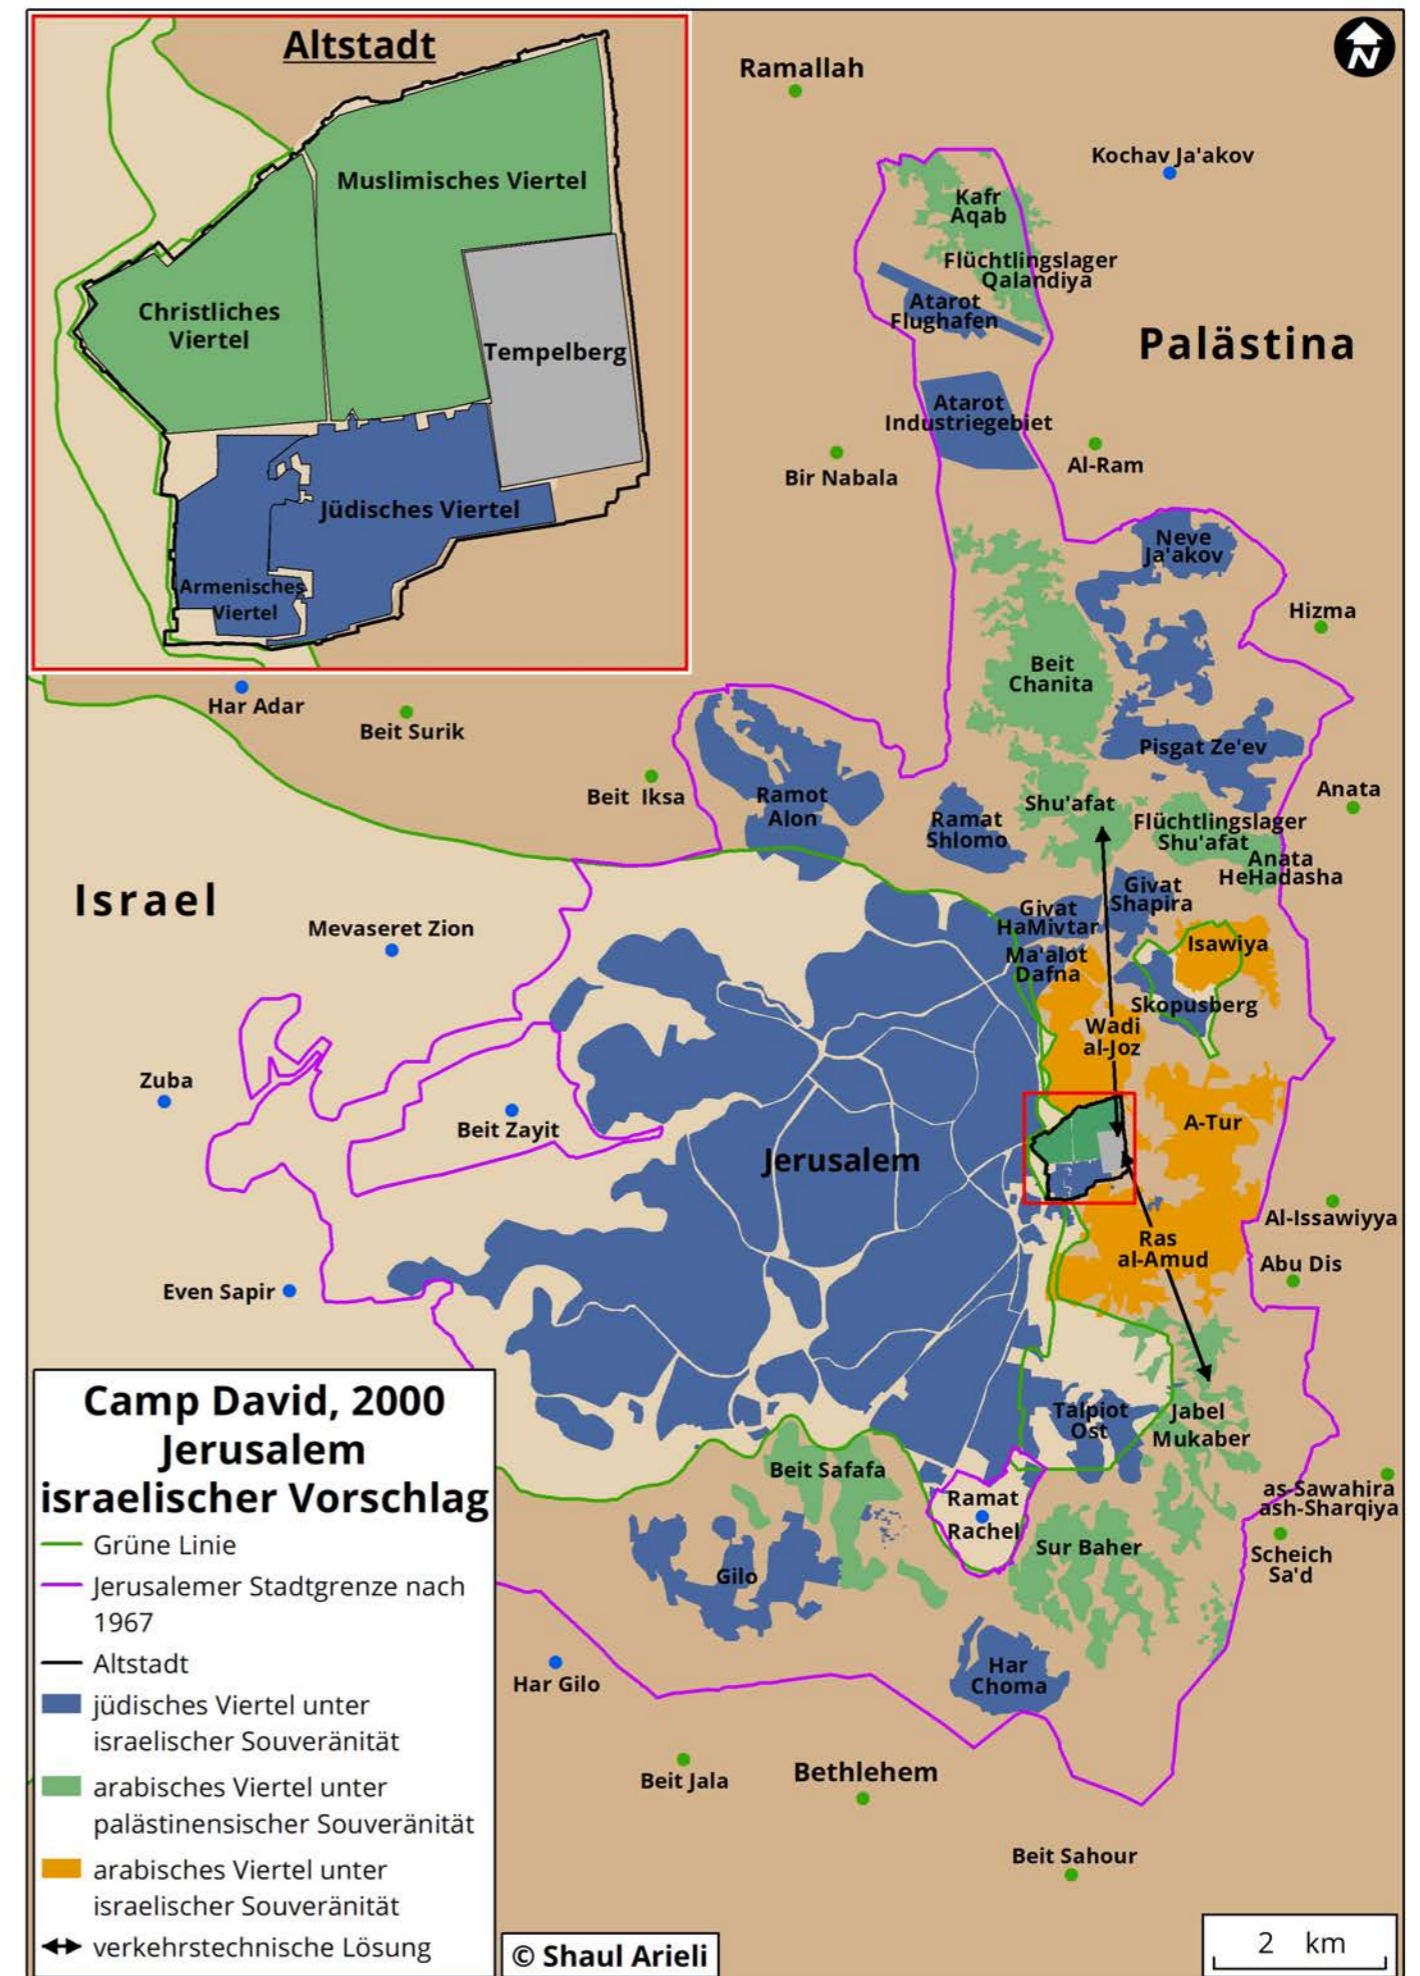 Altstadt
Muslimisches Viertel
Christliches
Viertel
Tempelberg
Jüdisches Viertel
Armenisches
Viertel
N
Ramallah
Kochav Ja'akov
Kafr
Aqab
Flüchtlingslager
Qalandiya
Atarot
Flughafen
Palästina
Atarot
Industriegebiet
Bir Nabala
Al-Ram
Neve
Ja'akov
Hizma
Beit
Chanita
Har Adar
Beit Surik
Pisgat Ze'ev
Beit Iksa
Ramot
Alon
Ramat
Shlomo
Shu'afat
Anata
Flüchtlingslager
Shu'afat
Anata
HeHadasha
Israel
Givat
Shapira
Givat
HaMivtar
Mevaseret Zion
Ma'alot
Dafna
Isawiya
Skopusberg
Wadi
al-Joz
Zuba
Beit Zayit
A-Tur
Jerusalem
Al-Issawiyya
Ras
al-Amud
Abu Dis
Even Sapir
Talpiot
Ost
Jabel
Mukaber
Beit Safafa
as-Sawahira
ash-Sharqiya
Ramat
Rachel
Sur Baher
Scheich
Sa'd
Gilo
Har Gilo
Har
Choma
Beit Jala
Bethlehem
Beit Sahour
Camp David, 2000
Jerusalem
israelischer Vorschlag
Grüne Linie
Jerusalemer Stadtgrenze nach
1967
Altstadt
jüdisches Viertel unter
israelischer Souveränität
arabisches Viertel unter
palästinensischer Souveränität
arabisches Viertel unter
israelischer Souveränität
verkehrstechnische Lösung
© Shaul Arieli
2 km